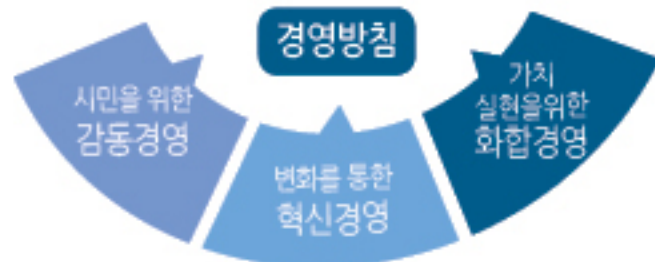 경영방침
시민을 위한
감동경영
변화를 통한
혁신경영
가치
실현을위한
화합경영